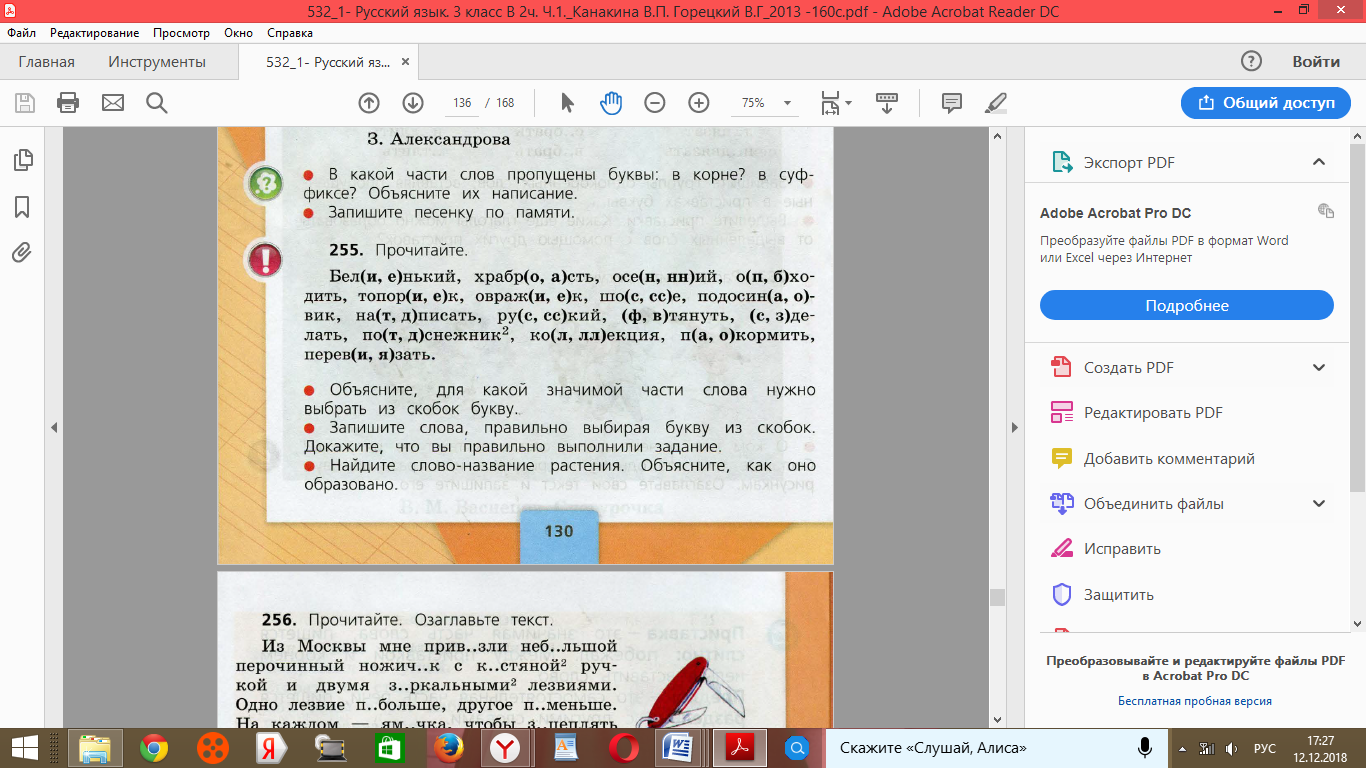 532_1- Русский язык. 3 класс В 2ч. Ч.1._Канакина В.П. Горецкий В.Г_2013 -160с.pdf - Adobe Acrobat Reader DC
Файл Редактирование Просмотр Окно Справка
Главная Инструменты 532_1- Русский яз... × Войти
136 / 168 75% Общий доступ
З. Александрова
● В какой части слов пропущены буквы: в корне? в суф-
фиксе? Объясните их написание.
● Запишите песенку по памяти.
255. Прочитайте.
Бел(и, е)нький, храбр(о, а)сть, осе(н, нн)ий, о(п, б)хо-
дить, топор(и, е)к, овраж(и, е)к, шо(с, сс)е, подосин(а, о)-
вик, на(т, д)писать, ру(с, сс)кий, (ф, в)тянуть, (с, з)де-
лать, по(т, д)снежник², ко(л, лл)екция, п(а, о)кормить,
перев(и, я)зать.
● Объясните, для какой значимой части слова нужно
выбрать из скобок букву.
● Запишите слова, правильно выбирая букву из скобок.
Докажите, что вы правильно выполнили задание.
● Найдите слово-название растения. Объясните, как оно
образовано.
130
256. Прочитайте. Озаглавьте текст.
Из Москвы мне прив..зли неб..льшой
перочинный ножич..к с к..стяной² руч-
кой и двумя з..ркальными² лезвиями.
Одно лезвие п..больше, другое п..меньше.
На каждом — ям..чка, чтобы з..цеплять
Экспорт PDF
Adobe Acrobat Pro DC
Преобразуйте файлы PDF в формат Word
или Excel через Интернет
Подробнее
Создать PDF
Редактировать PDF
Добавить комментарий
Объединить файлы
Исправить
Защитить
Преобразовывайте и редактируйте файлы PDF
в Acrobat Pro DC
Бесплатная пробная версия
Скажите «Слушай, Алиса»
РУС
17:27
12.12.2018